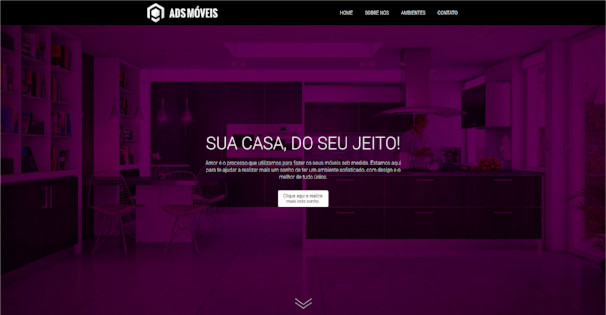 ADS MÓVEIS
HOME SOBRE NÓS AMBIENTES CONTATO
SUA CASA, DO SEU JEITO!
Amor é o processo que utilizamos para fazer os seus móveis sob medida. Estamos aqui
para te ajudar a realizar mais um sonho de ter um ambiente sofisticado, com design e o
melhor de tudo único.
Clique aqui e realize
mais este sonho